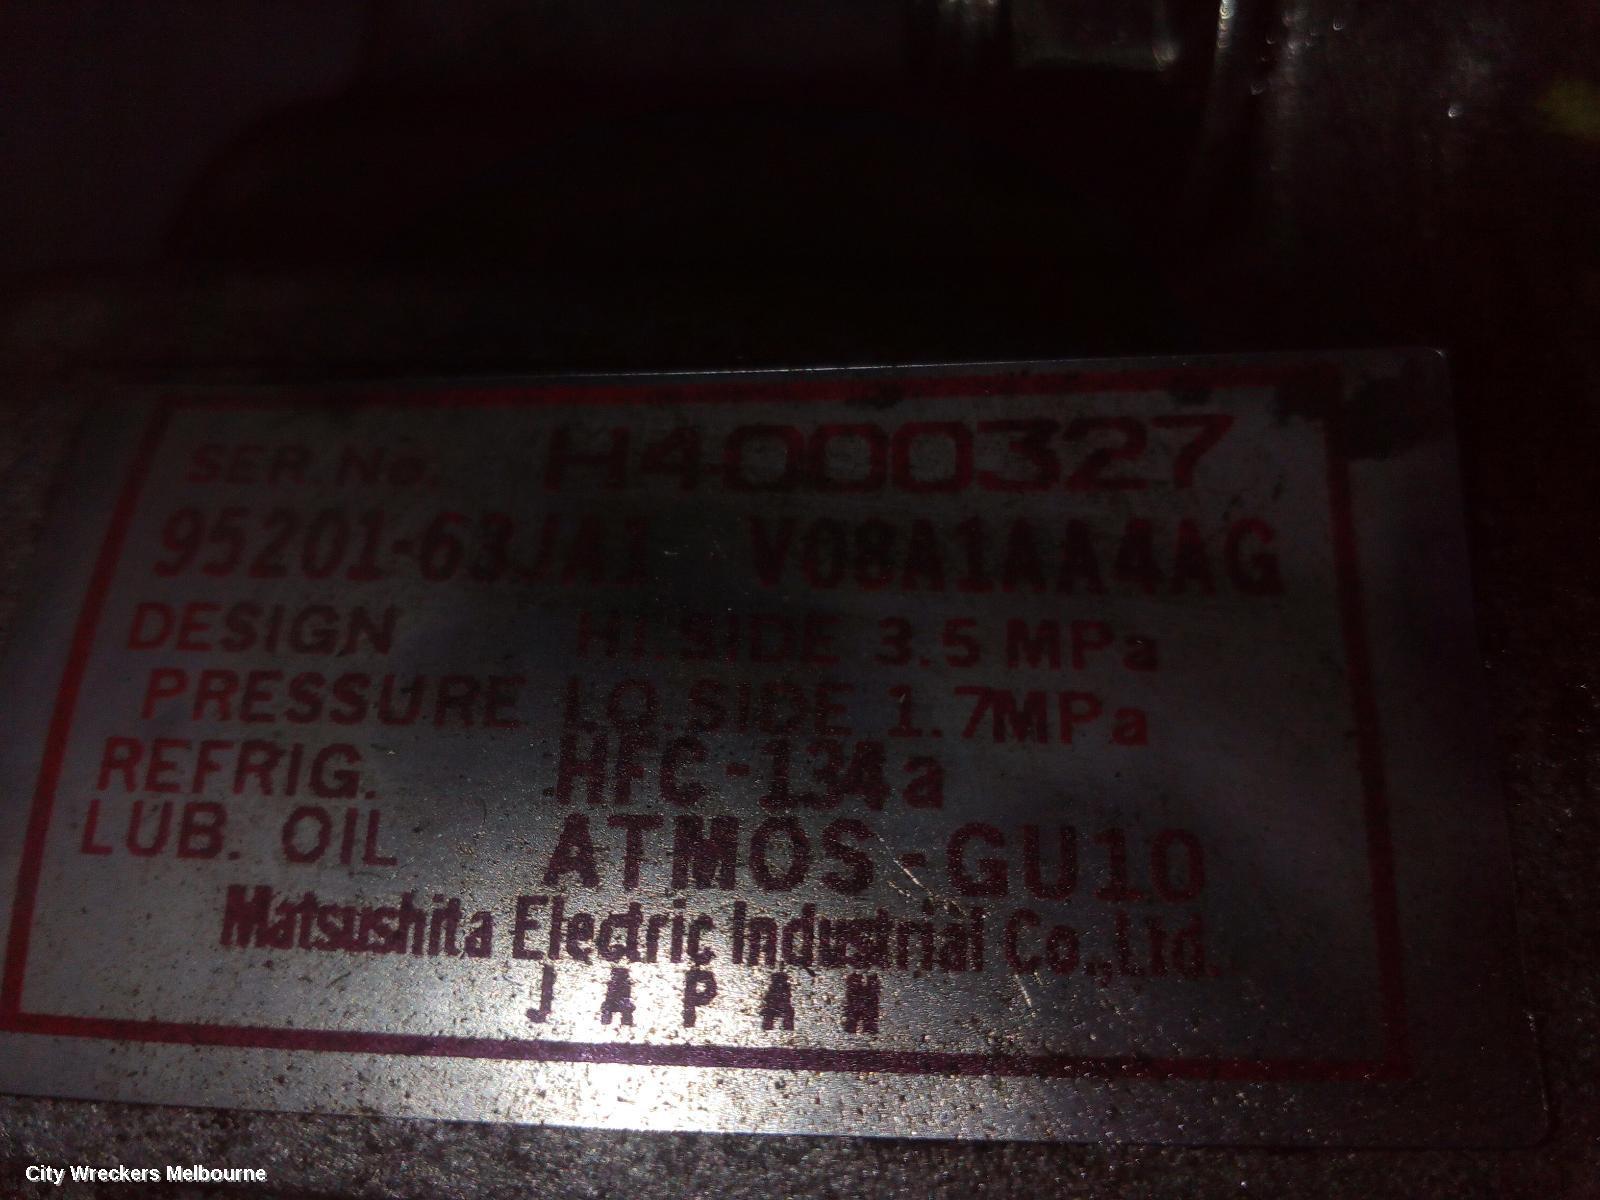 SER. No. H4000327
95201-63JA1 V08A1AA4AG
DESIGN HI.SIDE 3.5 MPa
PRESSURE LO.SIDE 1.7MPa
REFRIG. HFC-134a
LUB. OIL ATMOS-GU10
Matsushita Electric Industrial Co.,Ltd.
JAPAN
City Wreckers Melbourne